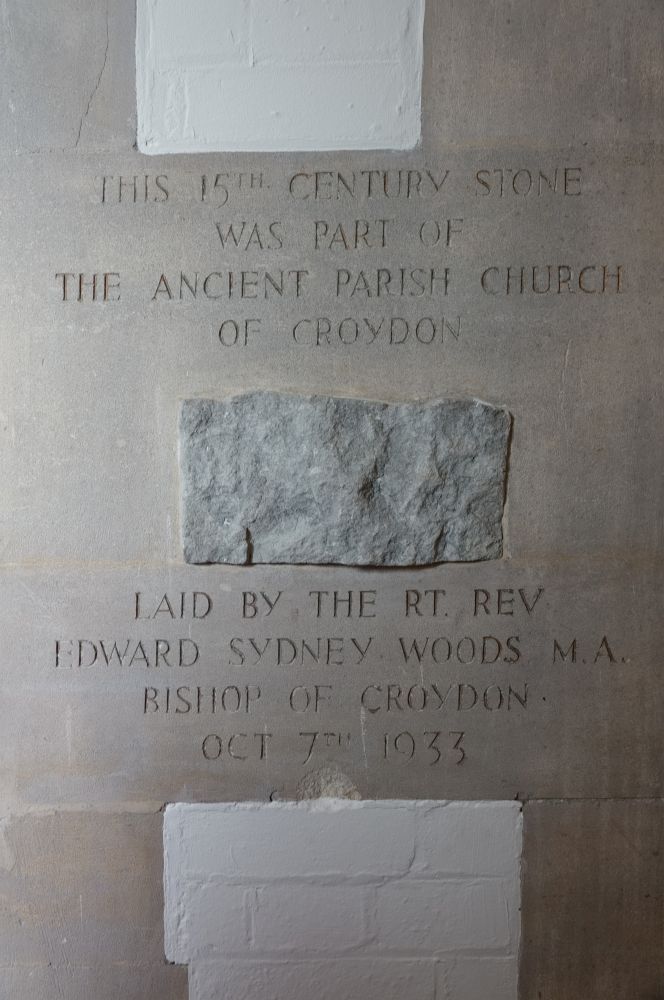 THIS 15TH CENTURY STONE
WAS PART OF
THE ANCIENT PARISH CHURCH
OF CROYDON
LAID BY THE RT. REV
EDWARD SYDNEY WOODS M.A.
BISHOP OF CROYDON.
OCT 7TH 1933